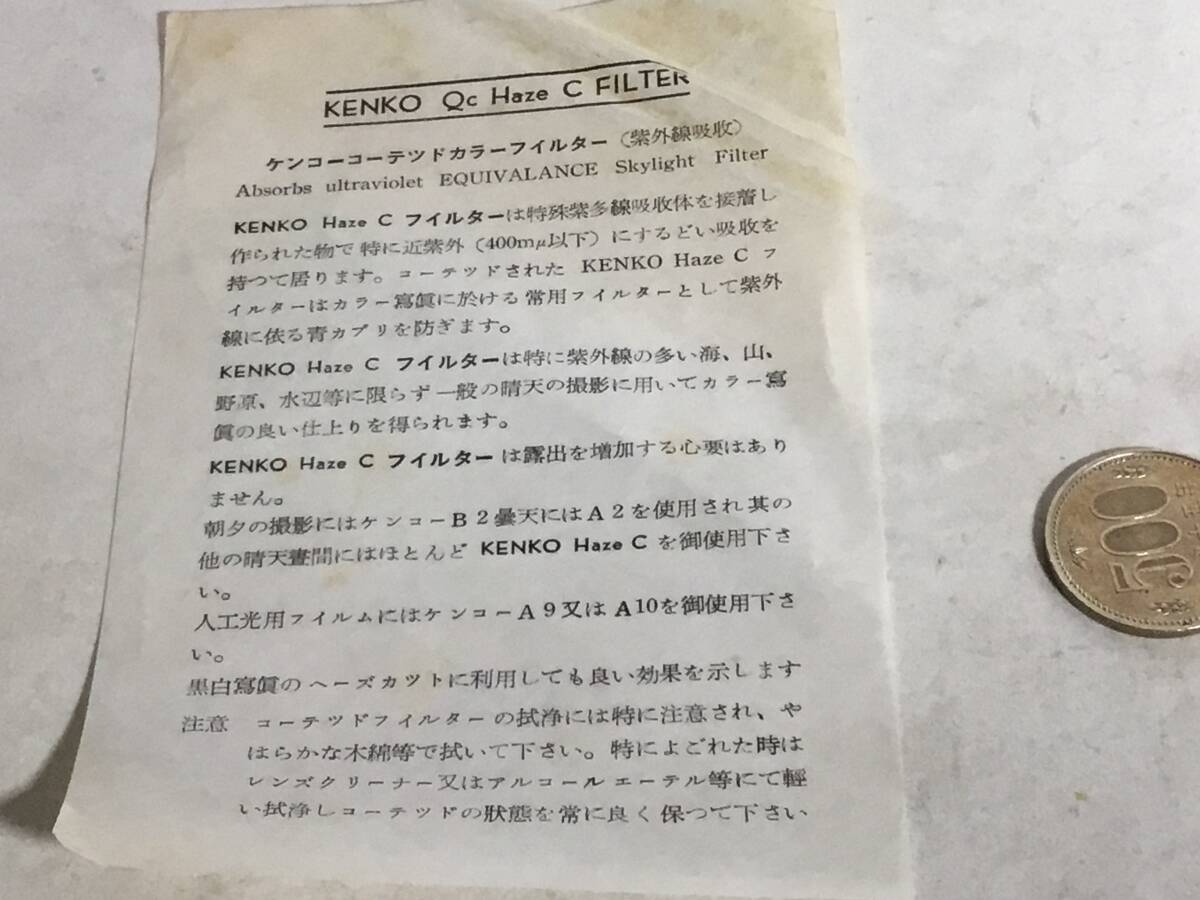 KENKO Qc Haze C FILTER
ケンコーコーテツドカラーフイルター（紫外線吸収）
Absorbs ultraviolet EQUIVALANCE Skylight Filter
KENKO Haze C フイルターは特殊紫多線吸收体を接着し
作られた物で特に近紫外（400mμ以下）にするどい吸收を
持つて居ります。コーテツドされた KENKO Haze C フ
イルターはカラー寫眞に於ける常用フイルターとして紫外
線に依る青カブリを防ぎます。
KENKO Haze C フイルターは特に紫外線の多い海、山、
野原、水辺等に限らず一般の晴天の撮影に用いてカラー寫
眞の良い仕上りを得られます。
KENKO Haze C フイルターは露出を増加する心要はあり
ません。
朝夕の撮影にはケンコーB2曇天にはA2を使用され其の
他の晴天晝間にはほとんど KENKO Haze C を御使用下さ
い。
人工光用フイルムにはケンコーA9又はA10を御使用下さ
い。
黒白寫眞のヘーズカツトに利用しても良い効果を示します
注意 コーテツドフイルターの拭浄には特に注意され、や
はらかな木綿等で拭いて下さい。特によごれた時は
レンズクリーナー又はアルコールエーテル等にて輕
い拭浄しコーテツドの狀態を常に良く保つて下さい
500
五百